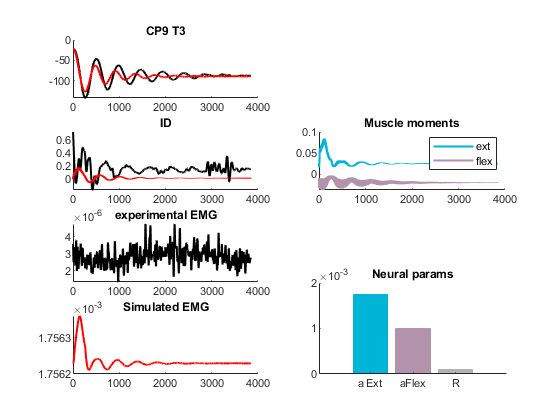 CP9 T3
0
-50
-100
0 1000 2000 3000 4000
ID
0.6
0.4
0.2
0
0 1000 2000 3000 4000
experimental EMG
×10⁻⁶
4
3
2
0 1000 2000 3000 4000
Simulated EMG
×10⁻³
1.7563
1.7562
0 1000 2000 3000 4000
Muscle moments
0.1
0.05
0
0 1000 2000 3000 4000
ext
flex
Neural params
×10⁻³
2
1
0
a Ext aFlex R